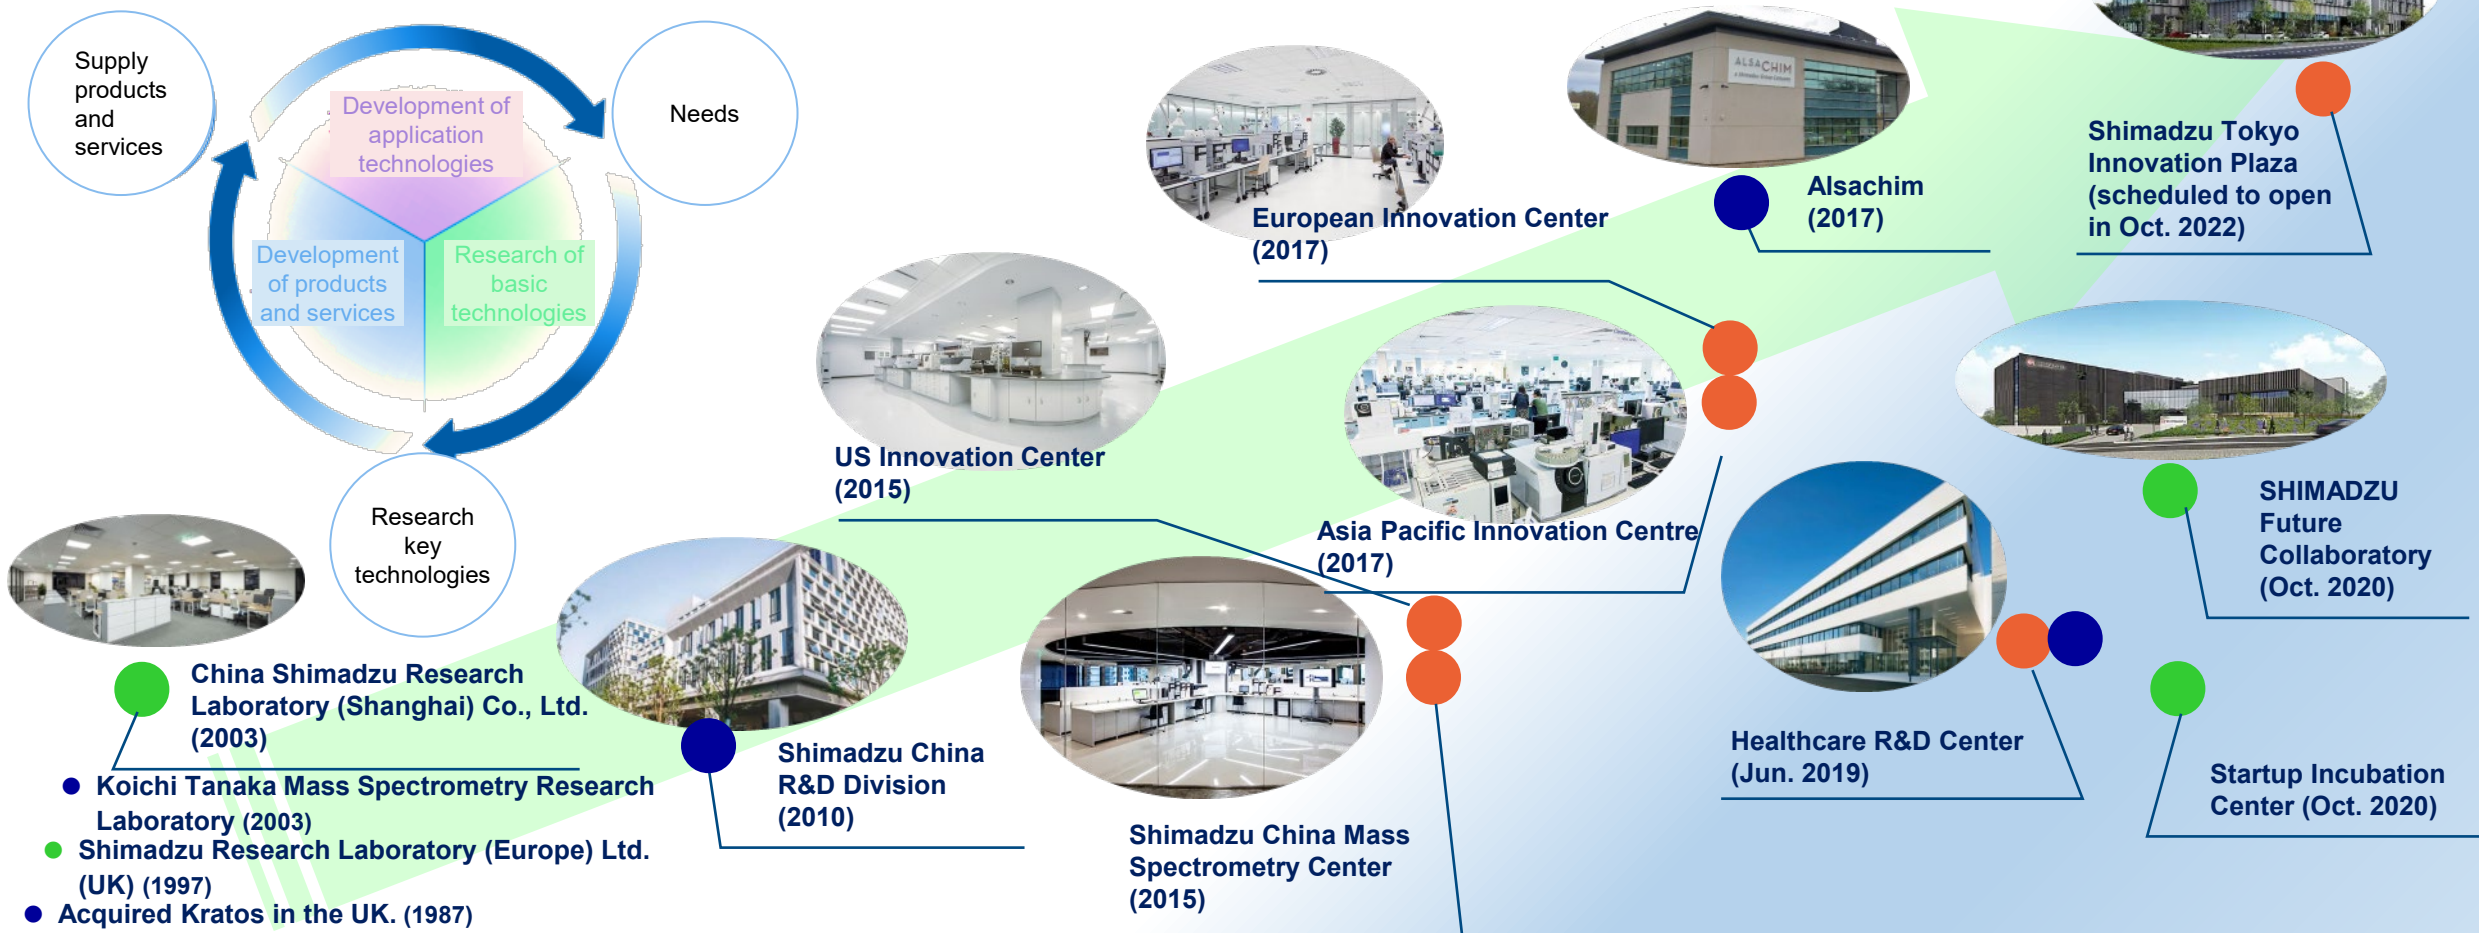 Supply
products
and
services
Development of
application
technologies
Needs
Development
of products
and services
Research of
basic
technologies
Research
key
technologies
ALSACHIM
European Innovation Center
(2017)
Alsachim
(2017)
Shimadzu Tokyo
Innovation Plaza
(scheduled to open
in Oct. 2022)
US Innovation Center
(2015)
Asia Pacific Innovation Centre
(2017)
SHIMADZU
Future
Collaboratory
(Oct. 2020)
China Shimadzu Research
Laboratory (Shanghai) Co., Ltd.
(2003)
Koichi Tanaka Mass Spectrometry Research
Laboratory (2003)
Shimadzu Research Laboratory (Europe) Ltd.
(UK) (1997)
Acquired Kratos in the UK. (1987)
Shimadzu China
R&D Division
(2010)
Shimadzu China Mass
Spectrometry Center
(2015)
Healthcare R&D Center
(Jun. 2019)
Startup Incubation
Center (Oct. 2020)